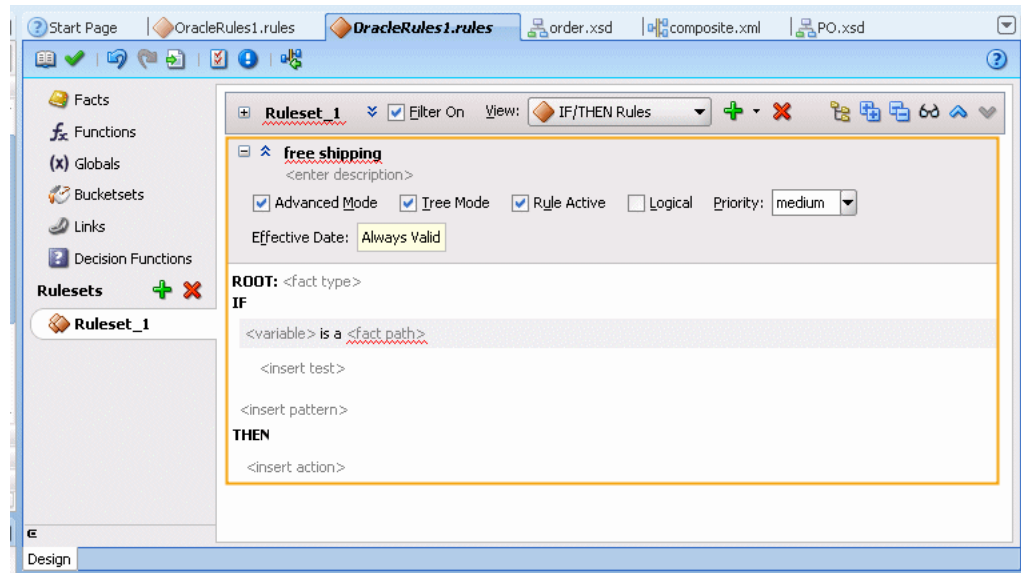 Start Page OracleRules1.rules OracleRules1.rules order.xsd composite.xml PO.xsd
Facts
Functions
Globals
Bucketsets
Links
Decision Functions
Rulesets
Ruleset_1
Ruleset_1 Filter On View: IF/THEN Rules
free shipping
<enter description>
Advanced Mode Tree Mode Rule Active Logical Priority: medium
Effective Date: Always Valid
ROOT: <fact type>
IF
<variable> is a <fact path>
<insert test>
<insert pattern>
THEN
<insert action>
Design